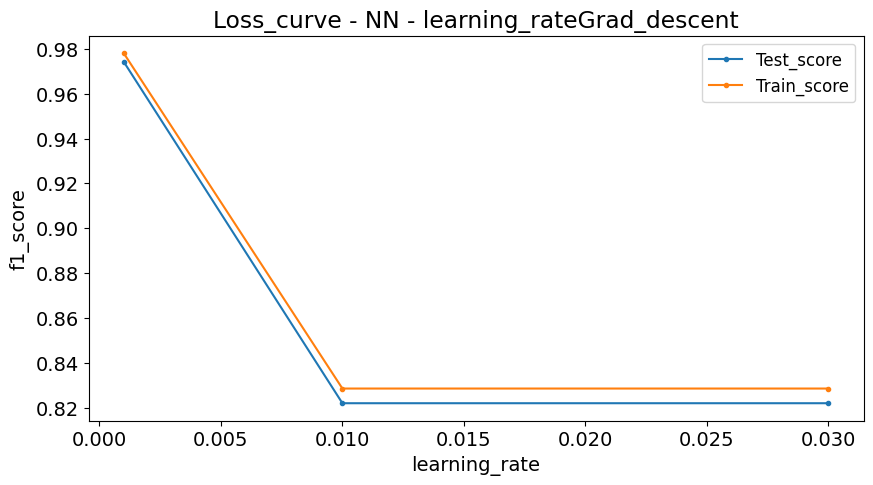 Loss_curve - NN - learning_rateGrad_descent
Test_score
Train_score
f1_score
0.98
0.96
0.94
0.92
0.90
0.88
0.86
0.84
0.82
0.000 0.005 0.010 0.015 0.020 0.025 0.030
learning_rate